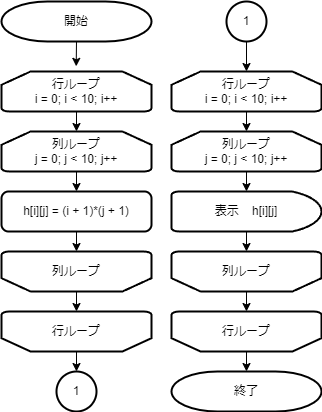 開始
行ループ
i = 0; i < 10; i++
列ループ
j = 0; j < 10; j++
h[i][j] = (i + 1)*(j + 1)
列ループ
行ループ
1
1
行ループ
i = 0; i < 10; i++
列ループ
j = 0; j < 10; j++
表示　h[i][j]
列ループ
行ループ
終了